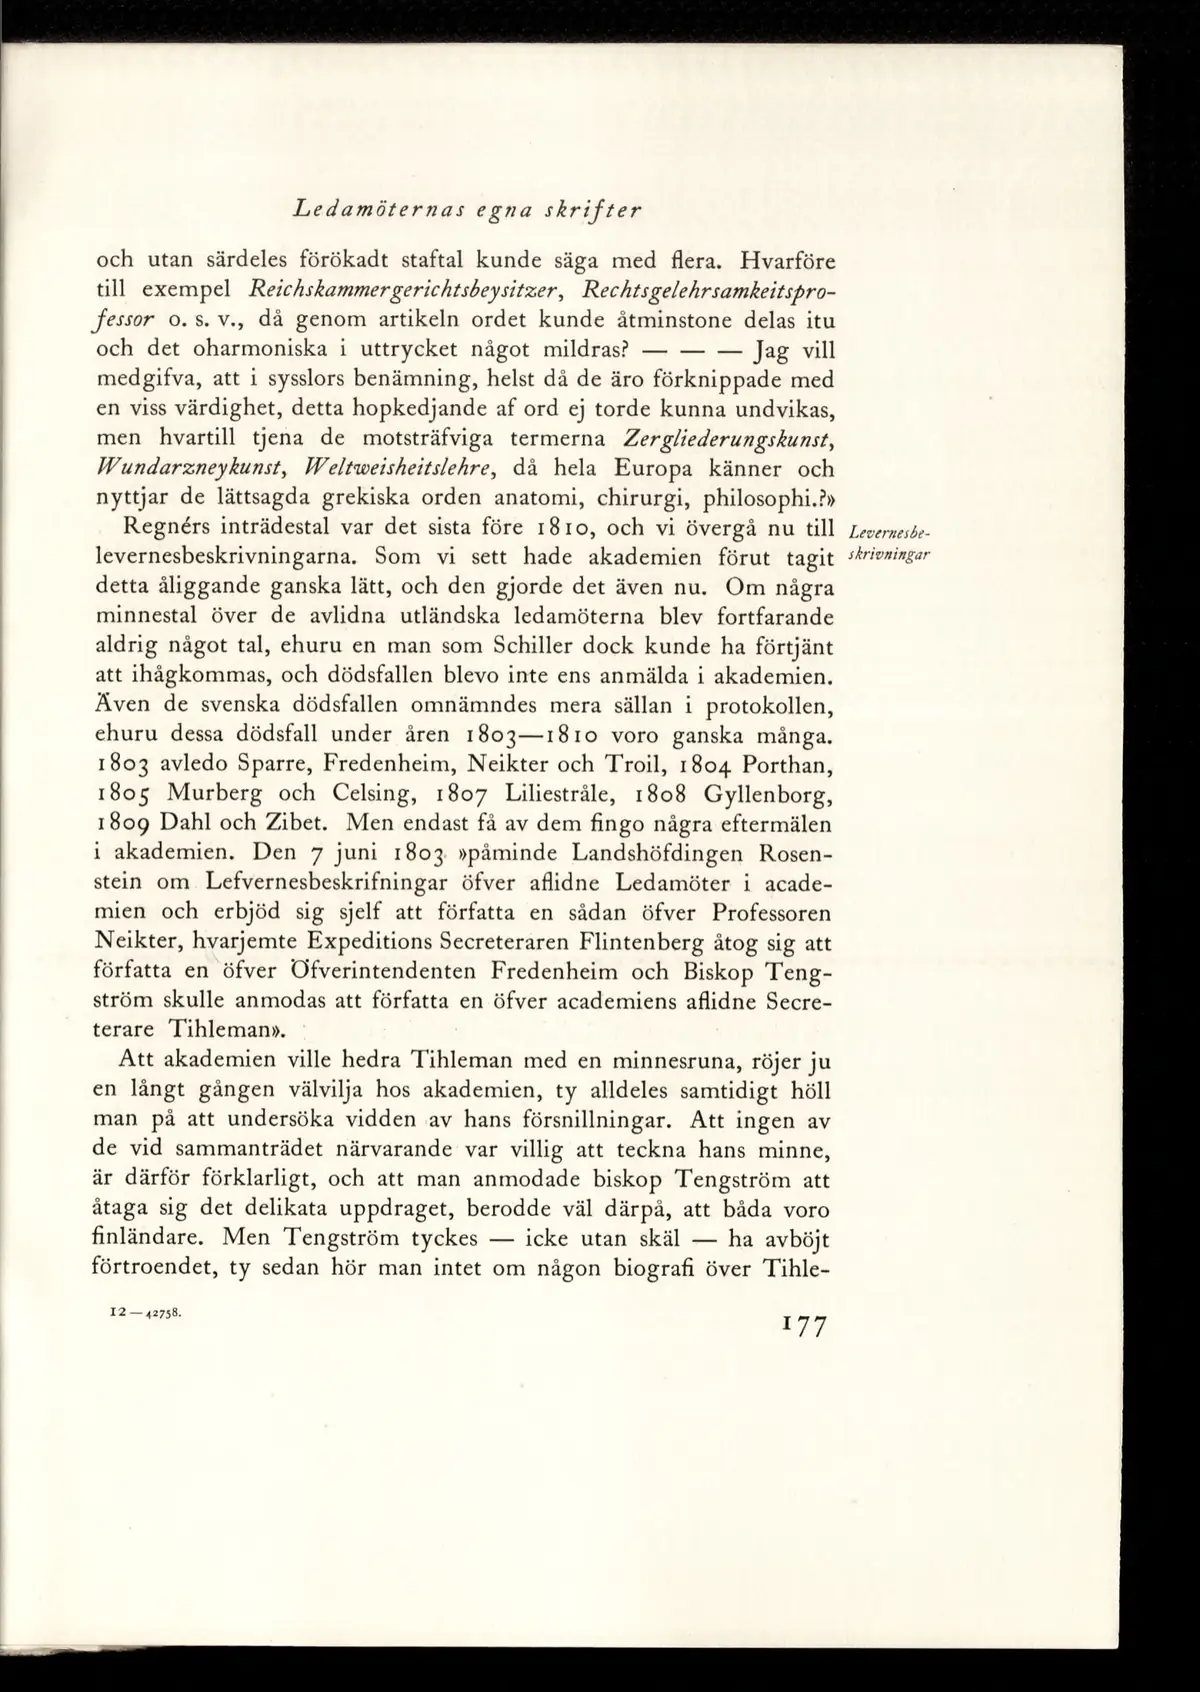 Ledamöternas egna skrifter
och utan särdeles förökadt staftal kunde säga med flera. Hvarföre
till exempel Reichskammergerichtsbeysitzer, Rechtsgelehrsamkeitspro-
fessor o. s. v., då genom artikeln ordet kunde åtminstone delas itu
och det oharmoniska i uttrycket något mildras? — — — Jag vill
medgifva, att i sysslors benämning, helst då de äro förknippade med
en viss värdighet, detta hopkedjande af ord ej torde kunna undvikas,
men hvartill tjena de motsträfviga termerna Zergliederungskunst,
Wundarzneykunst, Weltweisheitslehre, då hela Europa känner och
nyttjar de lättsagda grekiska orden anatomi, chirurgi, philosophi.?»
Regnérs inträdestal var det sista före 1810, och vi övergå nu till
Levernesbe-
skrivningar
levernesbeskrivningarna. Som vi sett hade akademien förut tagit
detta åliggande ganska lätt, och den gjorde det även nu. Om några
minnestal över de avlidna utländska ledamöterna blev fortfarande
aldrig något tal, ehuru en man som Schiller dock kunde ha förtjänt
att ihågkommas, och dödsfallen blevo inte ens anmälda i akademien.
Även de svenska dödsfallen omnämndes mera sällan i protokollen,
ehuru dessa dödsfall under åren 1803—1810 voro ganska många.
1803 avledo Sparre, Fredenheim, Neikter och Troil, 1804 Porthan,
1805 Murberg och Celsing, 1807 Liliestråle, 1808 Gyllenborg,
1809 Dahl och Zibet. Men endast få av dem fingo några eftermälen
i akademien. Den 7 juni 1803 »påminde Landshöfdingen Rosen-
stein om Lefvernesbeskrifningar öfver aflidne Ledamöter i acade-
mien och erbjöd sig sjelf att författa en sådan öfver Professoren
Neikter, hvarjemte Expeditions Secreteraren Flintenberg åtog sig att
författa en öfver Öfverintendenten Fredenheim och Biskop Teng-
ström skulle anmodas att författa en öfver academiens aflidne Secre-
terare Tihleman».
Att akademien ville hedra Tihleman med en minnesruna, röjer ju
en långt gången välvilja hos akademien, ty alldeles samtidigt höll
man på att undersöka vidden av hans försnillningar. Att ingen av
de vid sammanträdet närvarande var villig att teckna hans minne,
är därför förklarligt, och att man anmodade biskop Tengström att
åtaga sig det delikata uppdraget, berodde väl därpå, att båda voro
finländare. Men Tengström tyckes — icke utan skäl — ha avböjt
förtroendet, ty sedan hör man intet om någon biografi över Tihle-
12 — 42758.
177